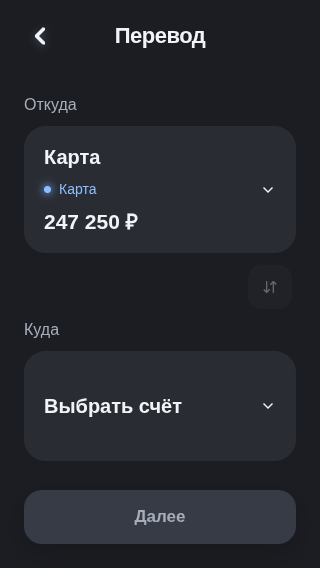 Перевод
Откуда
Карта
Карта
247 250 ₽
Куда
Выбрать счёт
Далее